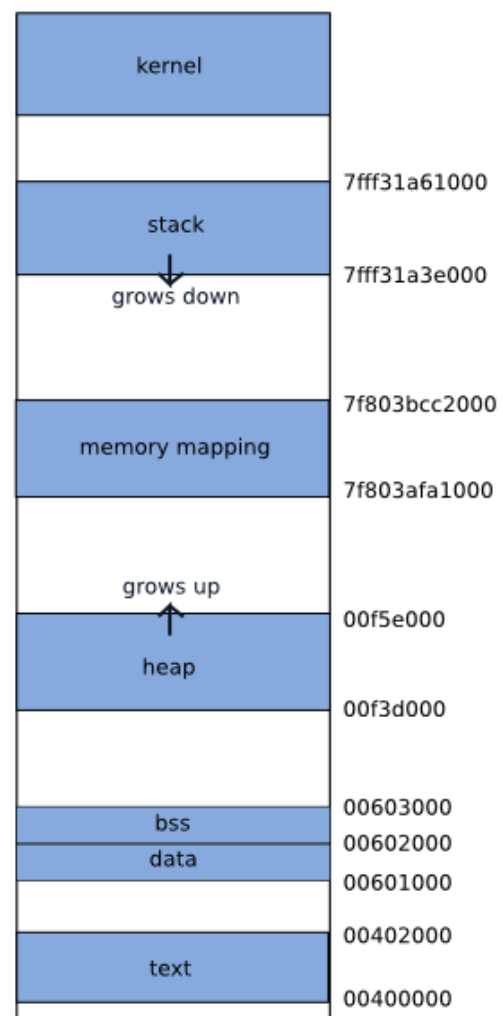 kernel
7fff31a61000
stack
7fff31a3e000
grows down
7f803bcc2000
memory mapping
7f803afa1000
grows up
00f5e000
heap
00f3d000
00603000
bss
00602000
data
00601000
00402000
text
00400000